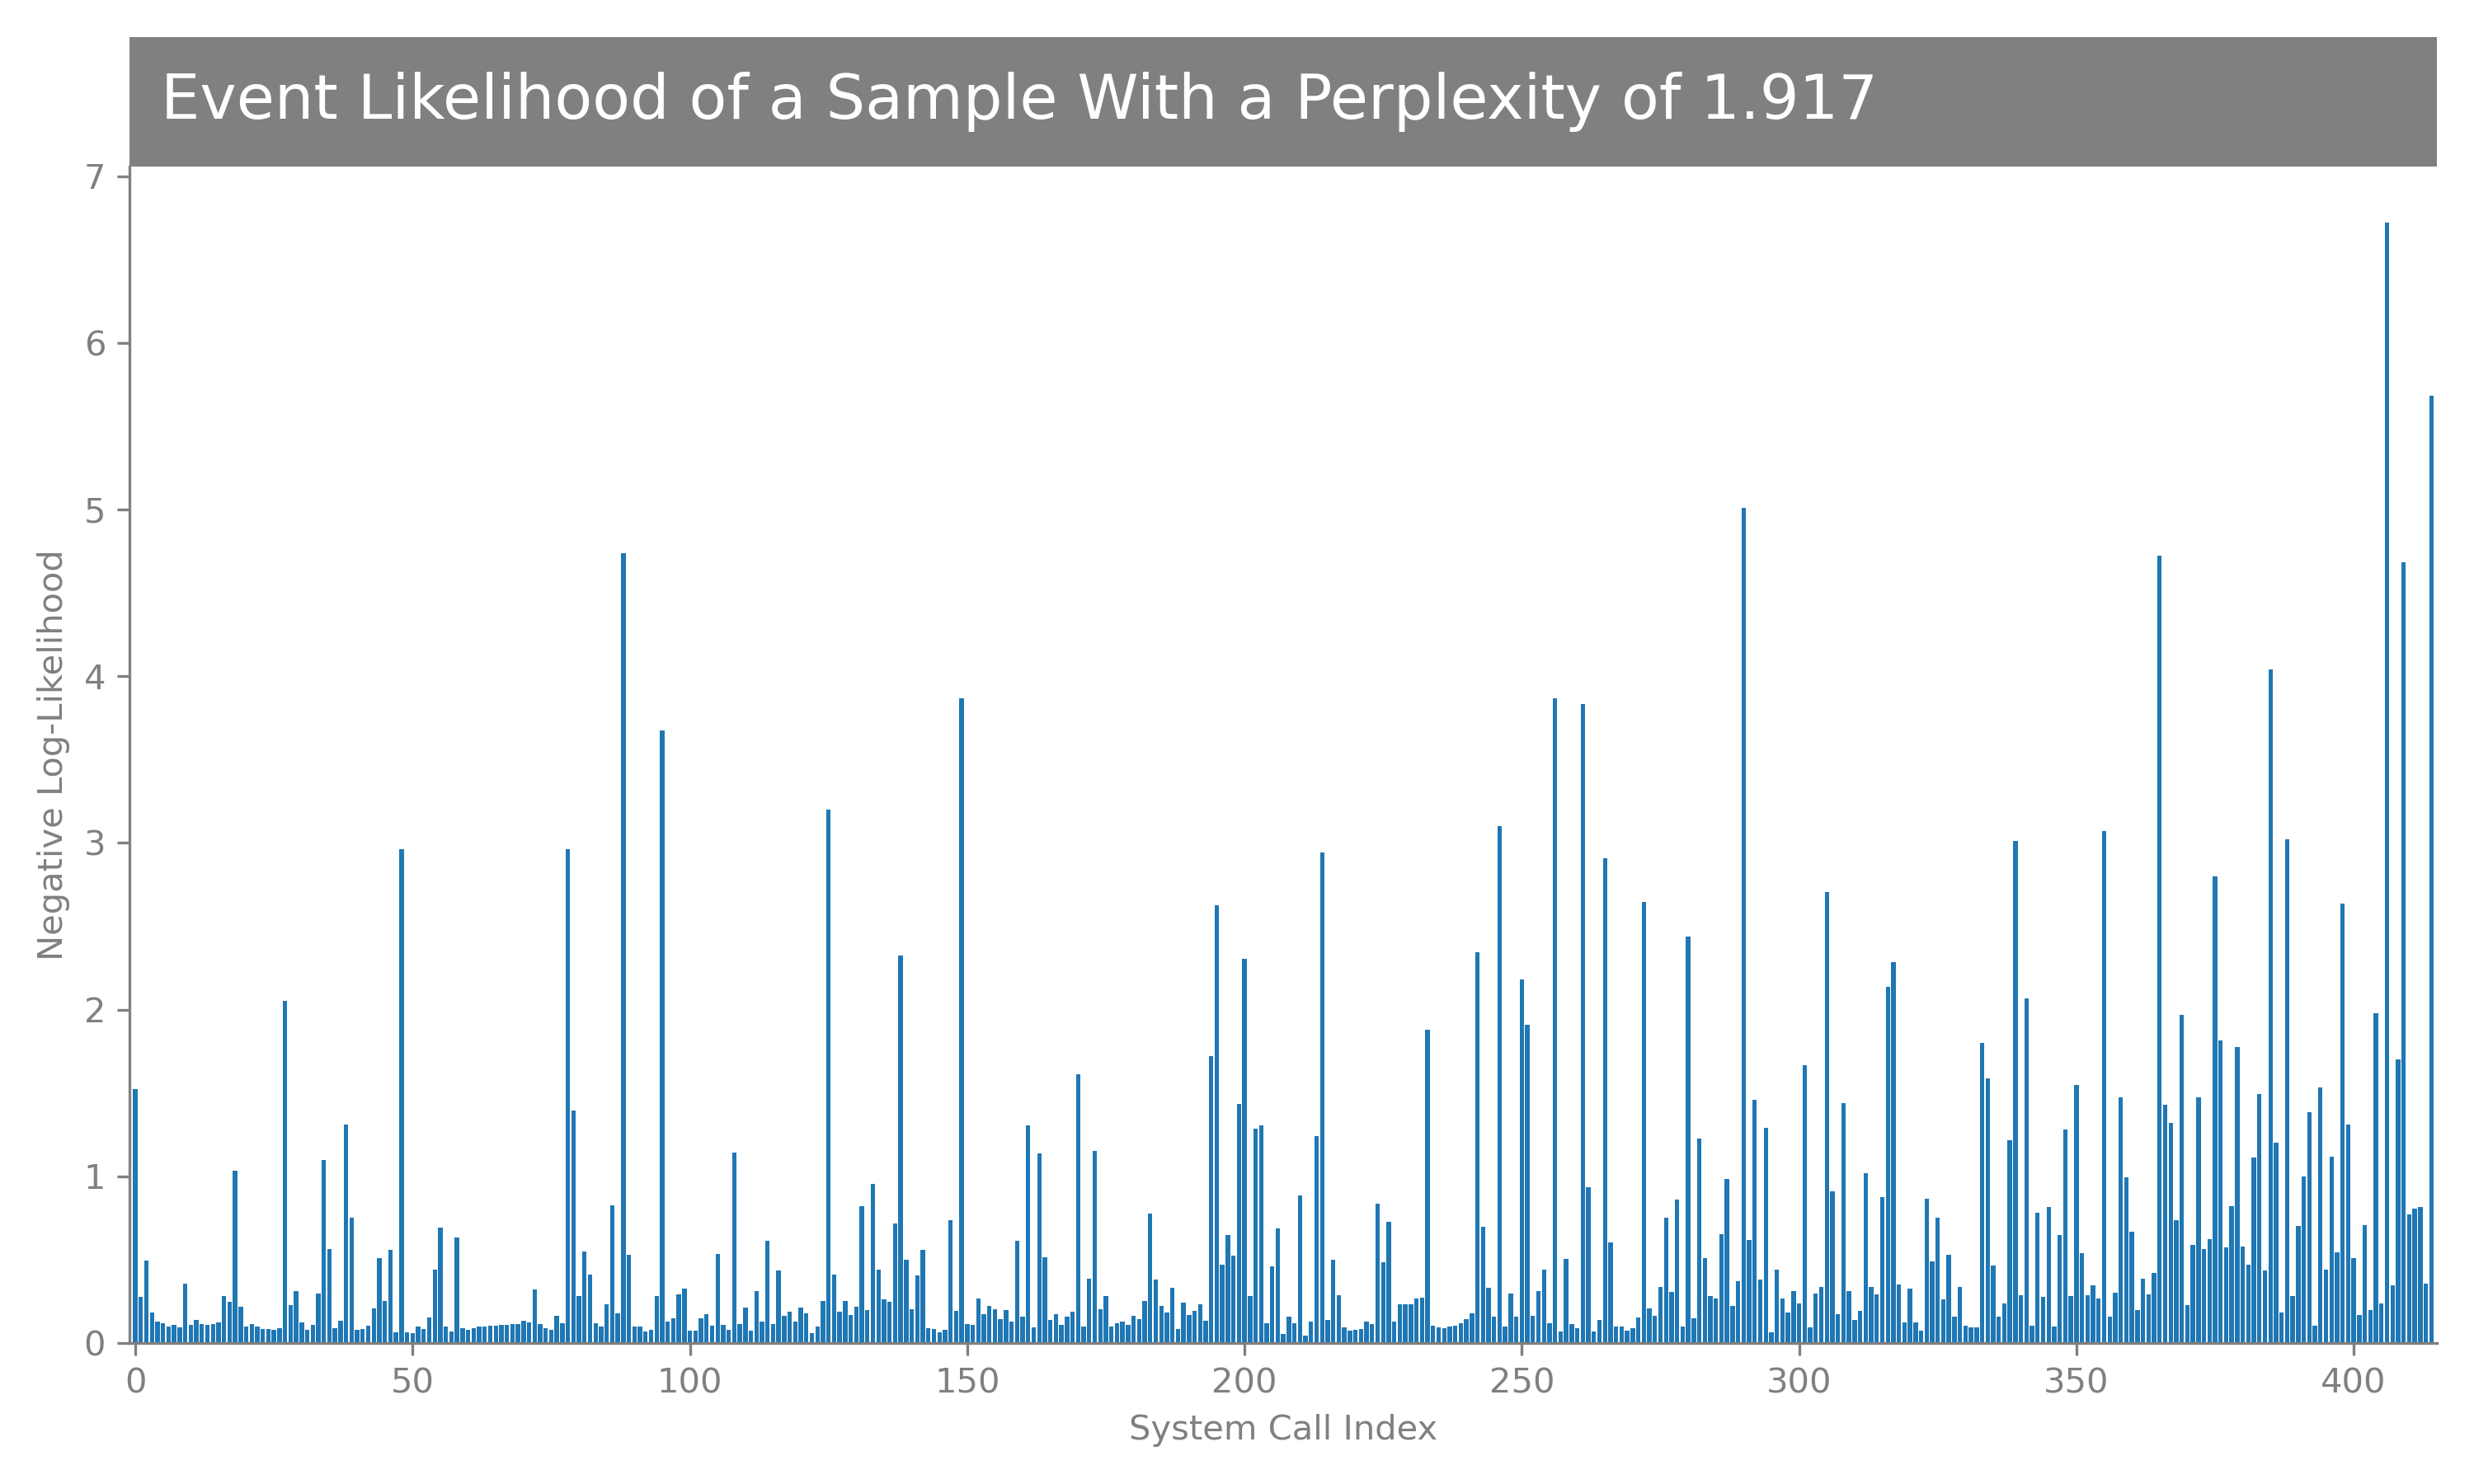 Event Likelihood of a Sample With a Perplexity of 1.917
7
6
5
4
3
2
1
0
Negative Log-Likelihood
0 50 100 150 200 250 300 350 400
System Call Index